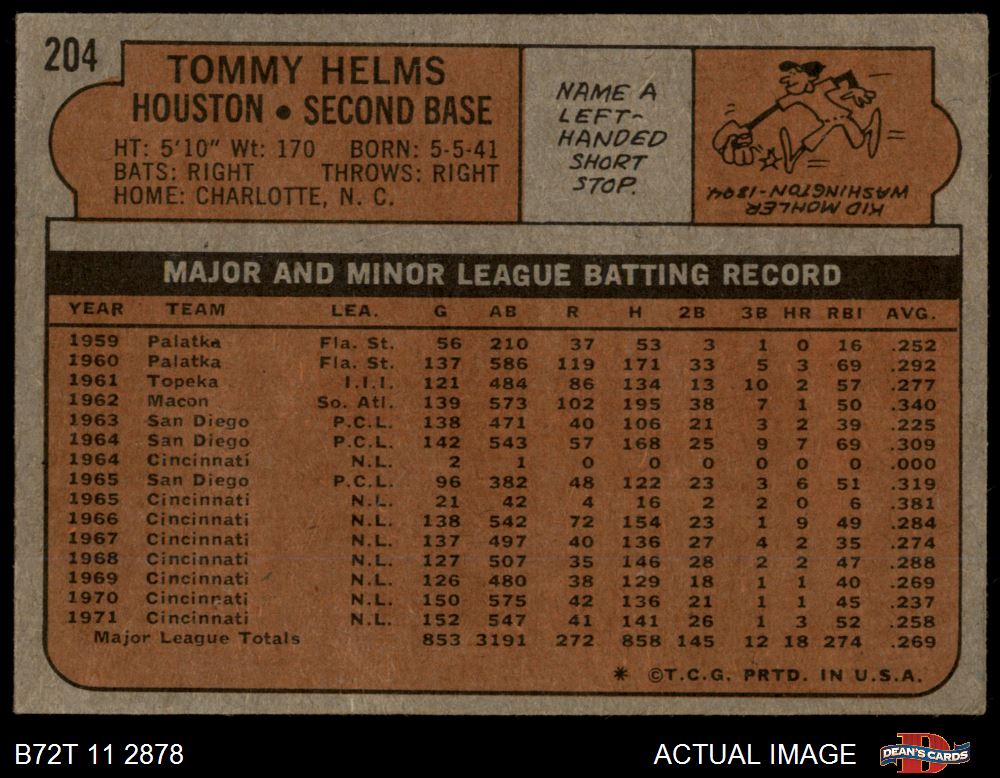 204
TOMMY HELMS
HOUSTON • SECOND BASE
HT: 5'10" Wt: 170 BORN: 5-5-41
BATS: RIGHT THROWS: RIGHT
HOME: CHARLOTTE, N. C.
NAME A
LEFT-
HANDED
SHORT
STOP.
KID MOHLER
WASHINGTON-1894
MAJOR AND MINOR LEAGUE BATTING RECORD
YEAR TEAM LEA. G AB R H 2B 3B HR RBI AVG.
1959 Palatka Fla. St. 56 210 37 53 3 1 0 16 .252
1960 Palatka Fla. St. 137 586 119 171 33 5 3 69 .292
1961 Topeka I.I.I. 121 484 86 134 13 10 2 57 .277
1962 Macon So. Atl. 139 573 102 195 38 7 1 50 .340
1963 San Diego P.C.L. 138 471 40 106 21 3 2 39 .225
1964 San Diego P.C.L. 142 543 57 168 25 9 7 69 .309
1964 Cincinnati N.L. 2 1 0 0 0 0 0 0 .000
1965 San Diego P.C.L. 96 382 48 122 23 3 6 51 .319
1965 Cincinnati N.L. 21 42 4 16 2 2 0 6 .381
1966 Cincinnati N.L. 138 542 72 154 23 1 9 49 .284
1967 Cincinnati N.L. 137 497 40 136 27 4 2 35 .274
1968 Cincinnati N.L. 127 507 35 146 28 2 2 47 .288
1969 Cincinnati N.L. 126 480 38 129 18 1 1 40 .269
1970 Cincinnati N.L. 150 575 42 136 21 1 1 45 .237
1971 Cincinnati N.L. 152 547 41 141 26 1 3 52 .258
Major League Totals 853 3191 272 858 145 12 18 274 .269
* ©T.C.G. PRTD. IN U.S.A.
B72T 11 2878
ACTUAL IMAGE
D
DEAN'S CARDS